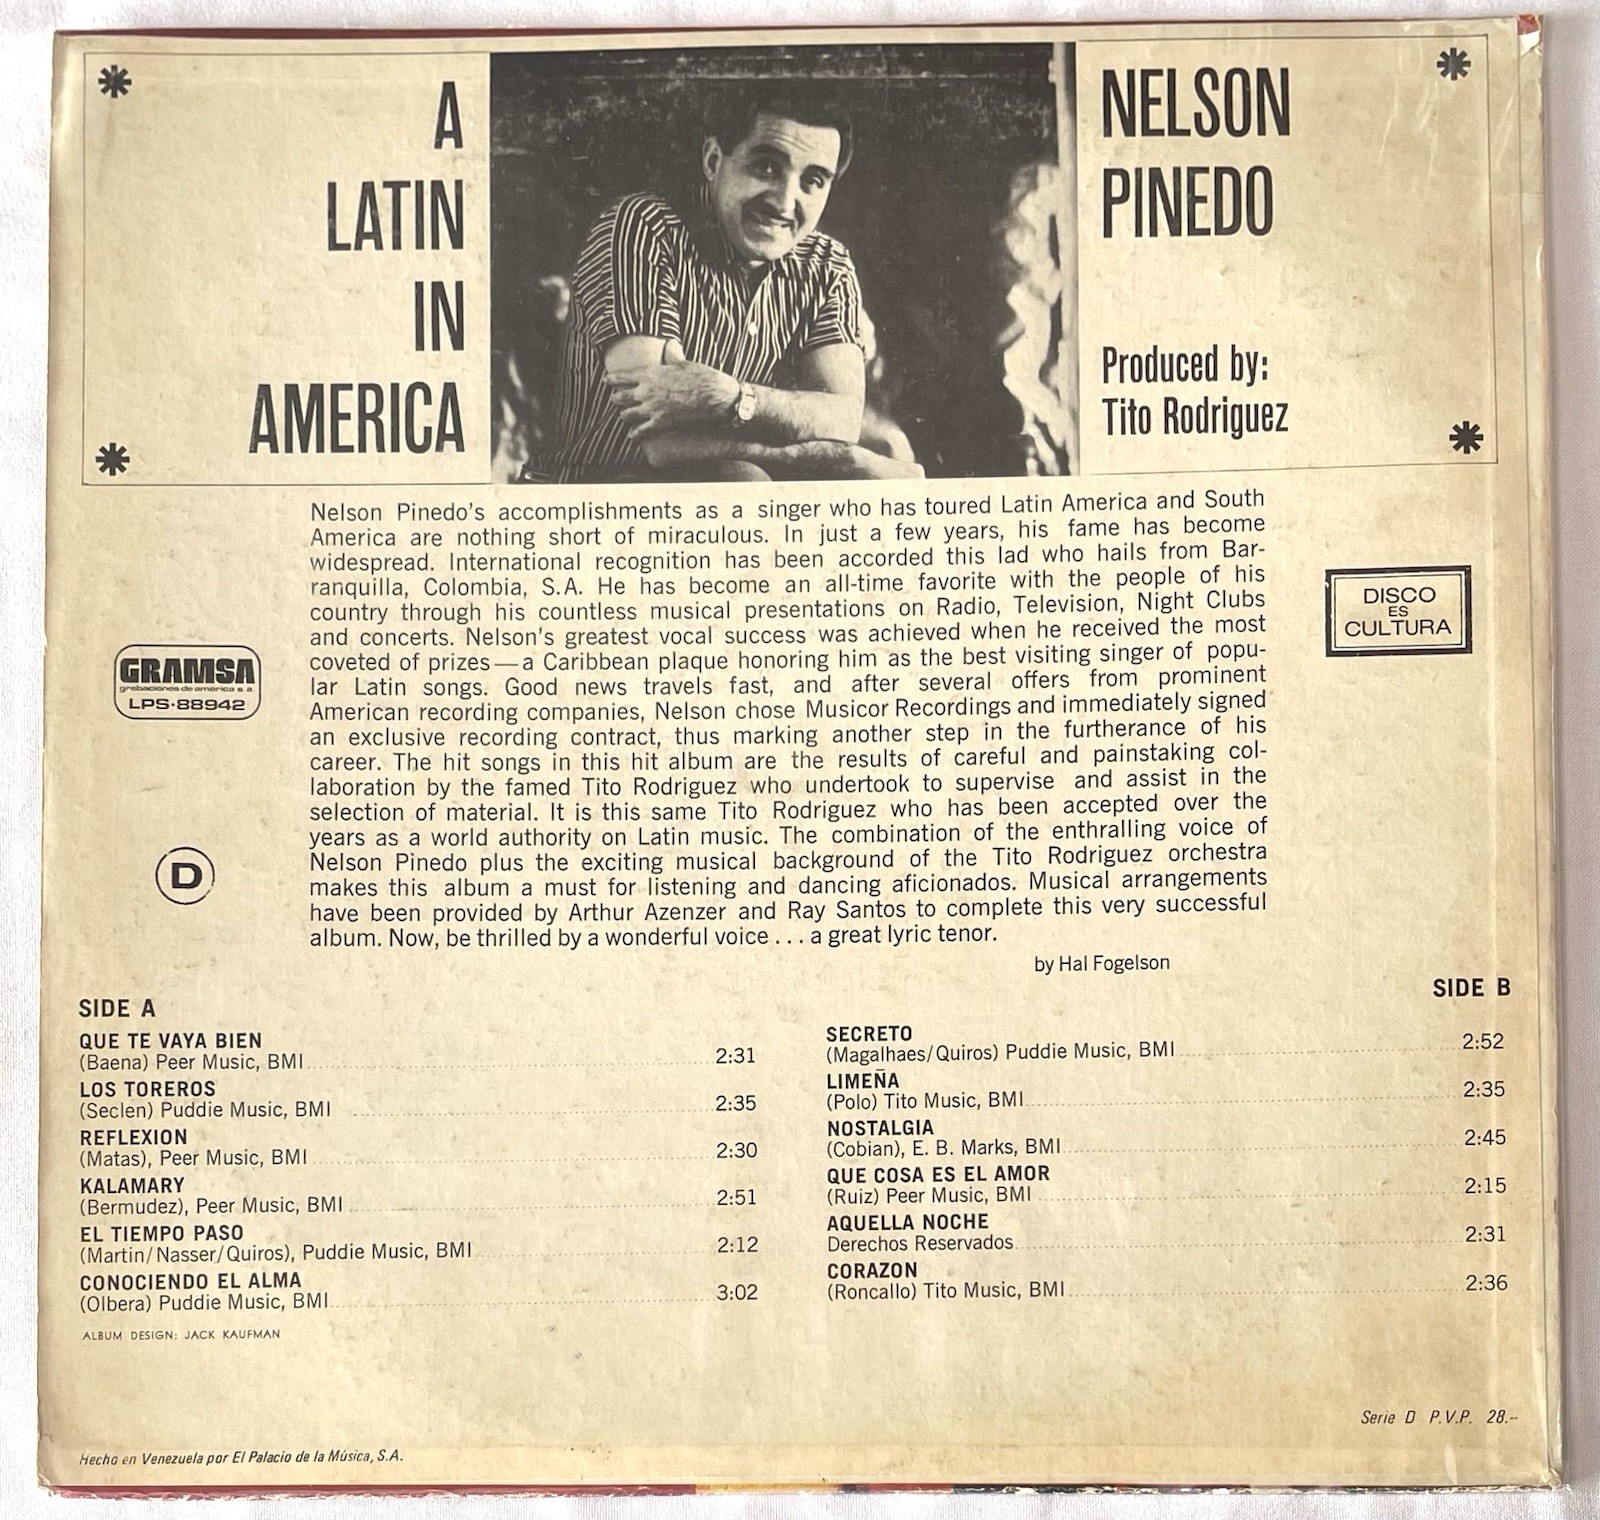 A
LATIN
IN
AMERICA
NELSON
PINEDO
Produced by:
Tito Rodriguez
Nelson Pinedo's accomplishments as a singer who has toured Latin America and South
America are nothing short of miraculous. In just a few years, his fame has become
widespread. International recognition has been accorded this lad who hails from Bar-
ranquilla, Colombia, S.A. He has become an all-time favorite with the people of his
country through his countless musical presentations on Radio, Television, Night Clubs
and concerts. Nelson's greatest vocal success was achieved when he received the most
coveted of prizes—a Caribbean plaque honoring him as the best visiting singer of popu-
lar Latin songs. Good news travels fast, and after several offers from prominent
American recording companies, Nelson chose Musicor Recordings and immediately signed
an exclusive recording contract, thus marking another step in the furtherance of his
career. The hit songs in this hit album are the results of careful and painstaking col-
laboration by the famed Tito Rodriguez who undertook to supervise and assist in the
selection of material. It is this same Tito Rodriguez who has been accepted over the
years as a world authority on Latin music. The combination of the enthralling voice of
Nelson Pinedo plus the exciting musical background of the Tito Rodriguez orchestra
makes this album a must for listening and dancing aficionados. Musical arrangements
have been provided by Arthur Azenzer and Ray Santos to complete this very successful
album. Now, be thrilled by a wonderful voice . . . a great lyric tenor.
by Hal Fogelson
GRAMSA
grabaciones de america s.a.
LPS·88942
D
DISCO
ES
CULTURA
SIDE A
QUE TE VAYA BIEN
(Baena) Peer Music, BMI 2:31
LOS TOREROS
(Seclen) Puddie Music, BMI 2:35
REFLEXION
(Matas), Peer Music, BMI 2:30
KALAMARY
(Bermudez), Peer Music, BMI 2:51
EL TIEMPO PASO
(Martin/Nasser/Quiros), Puddie Music, BMI 2:12
CONOCIENDO EL ALMA
(Olbera) Puddie Music, BMI 3:02
ALBUM DESIGN: JACK KAUFMAN
SIDE B
SECRETO
(Magalhaes/Quiros) Puddie Music, BMI 2:52
LIMEÑA
(Polo) Tito Music, BMI 2:35
NOSTALGIA
(Cobian), E. B. Marks, BMI 2:45
QUE COSA ES EL AMOR
(Ruiz) Peer Music, BMI 2:15
AQUELLA NOCHE
Derechos Reservados 2:31
CORAZON
(Roncallo) Tito Music, BMI 2:36
Serie D P.V.P. 28.--
Hecho en Venezuela por El Palacio de la Música, S.A.